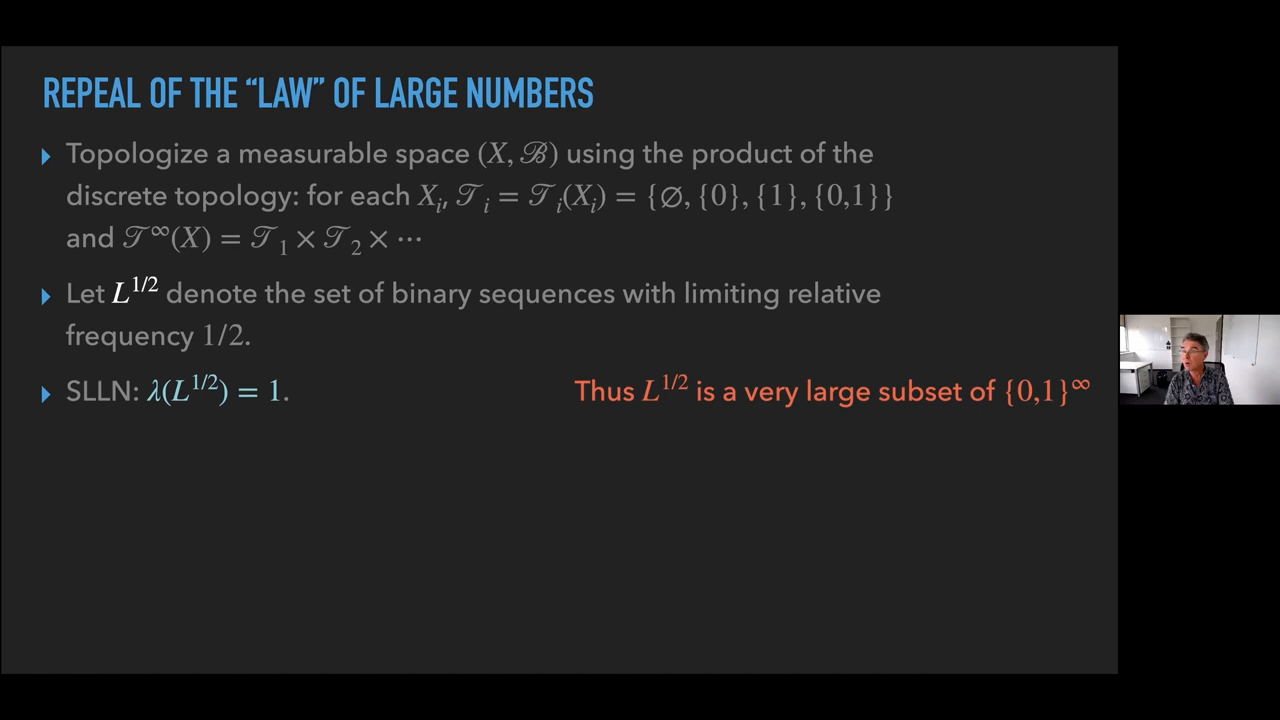 REPEAL OF THE “LAW” OF LARGE NUMBERS
Topologize a measurable space (X, ℬ) using the product of the
discrete topology: for each Xᵢ, 𝒯ᵢ = 𝒯ᵢ(Xᵢ) = {∅, {0}, {1}, {0,1}}
and 𝒯^∞(X) = 𝒯₁ × 𝒯₂ × ⋯
Let L^{1/2} denote the set of binary sequences with limiting relative
frequency 1/2.
SLLN: λ(L^{1/2}) = 1. Thus L^{1/2} is a very large subset of {0,1}^∞